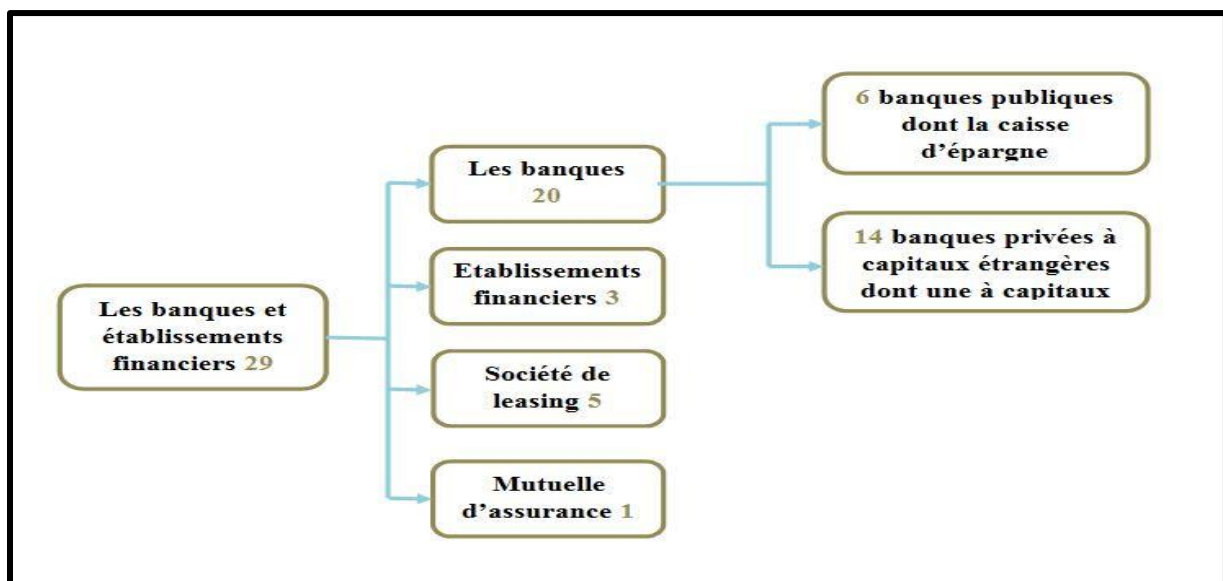 Les banques et
établissements
financiers 29
Les banques
20
Etablissements
financiers 3
Société de
leasing 5
Mutuelle
d’assurance 1
6 banques publiques
dont la caisse
d’épargne
14 banques privées à
capitaux étrangères
dont une à capitaux